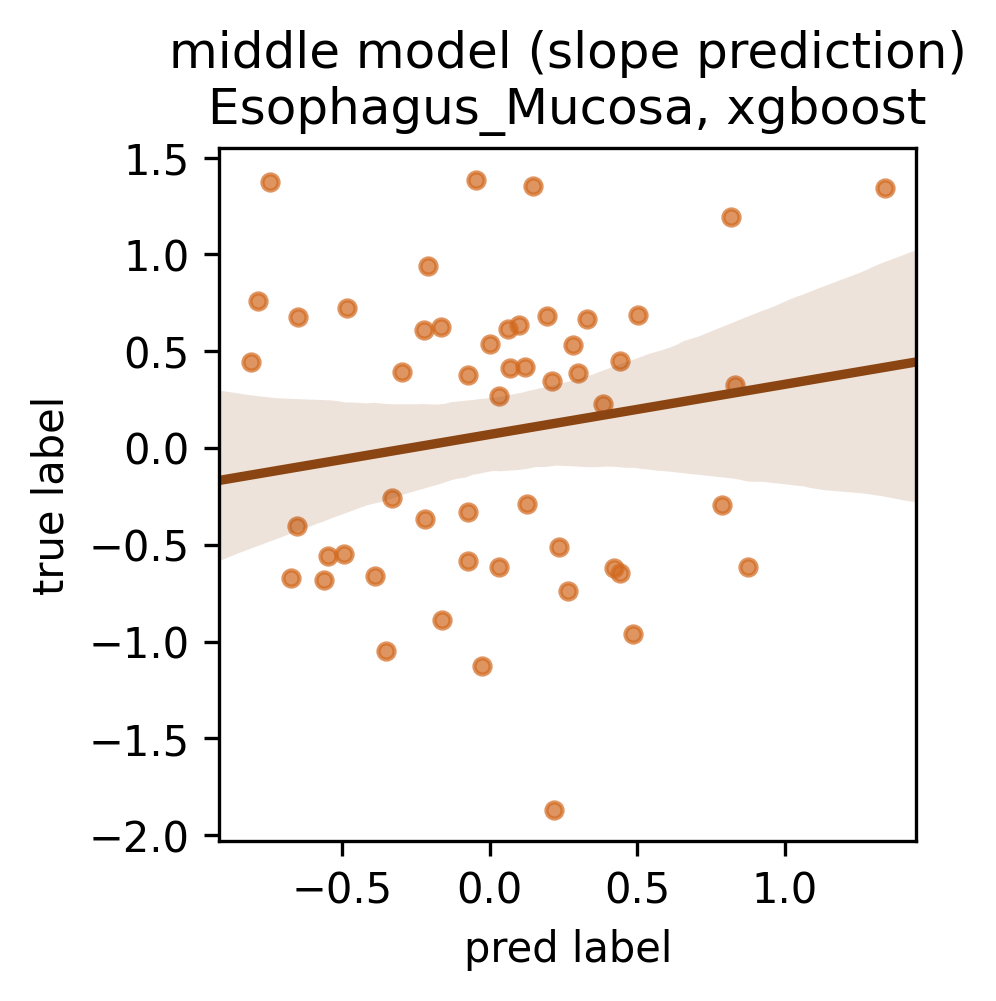 middle model (slope prediction)
Esophagus_Mucosa, xgboost
1.5
1.0
0.5
0.0
−0.5
−1.0
−1.5
−2.0
true label
−0.5 0.0 0.5 1.0
pred label